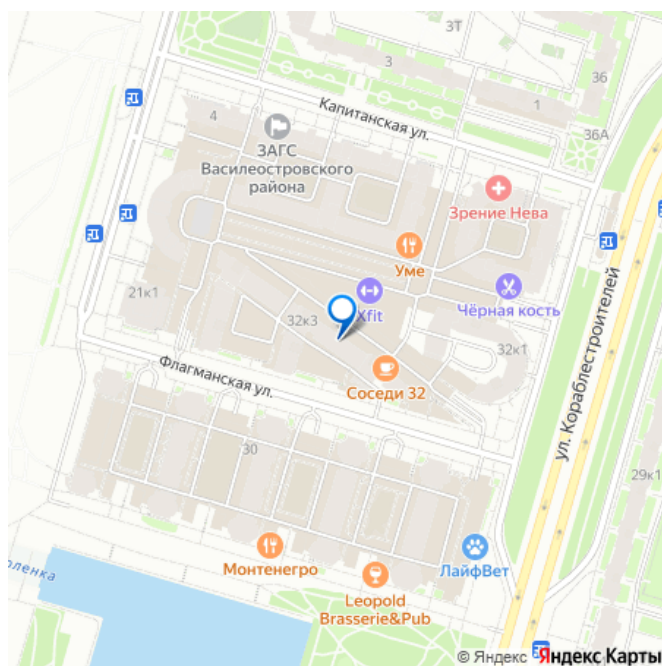 3Т
3
36
1
36А
Капитанская ул.
4
ЗАГС
Василеостровского
района
Зрение Нева
Уме
Xfit
Чёрная кость
21к1
32к3
32к1
Соседи 32
Флагманская ул.
ул. Кораблестроителей
30
29к1
Монтенегро
ЛайфВет
оленка
Leopold
Brasserie&Pub
© Яндекс Яндекс Карты